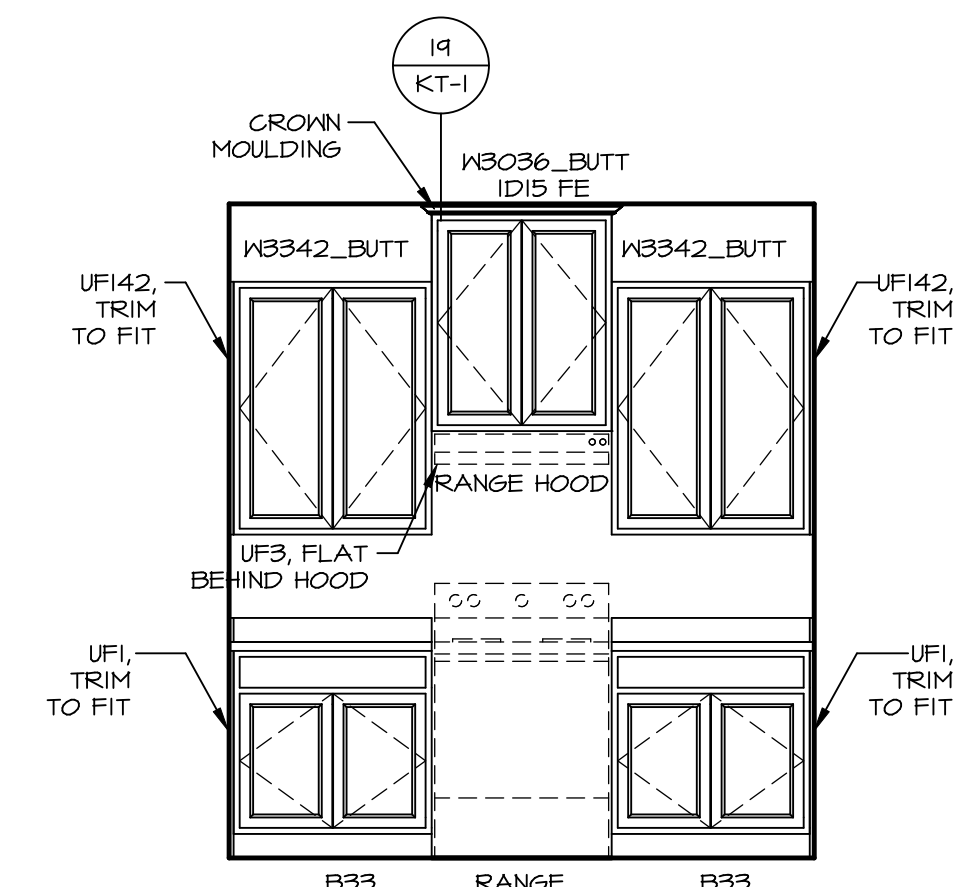 19
KT-1
CROWN
MOULDING
W3036_BUTT
1D15 FE
W3342_BUTT
W3342_BUTT
UF142,
TRIM
TO FIT
UF142,
TRIM
TO FIT
RANGE HOOD
UF3, FLAT
BEHIND HOOD
UF1,
TRIM
TO FIT
UF1,
TRIM
TO FIT
B33
RANGE
B33